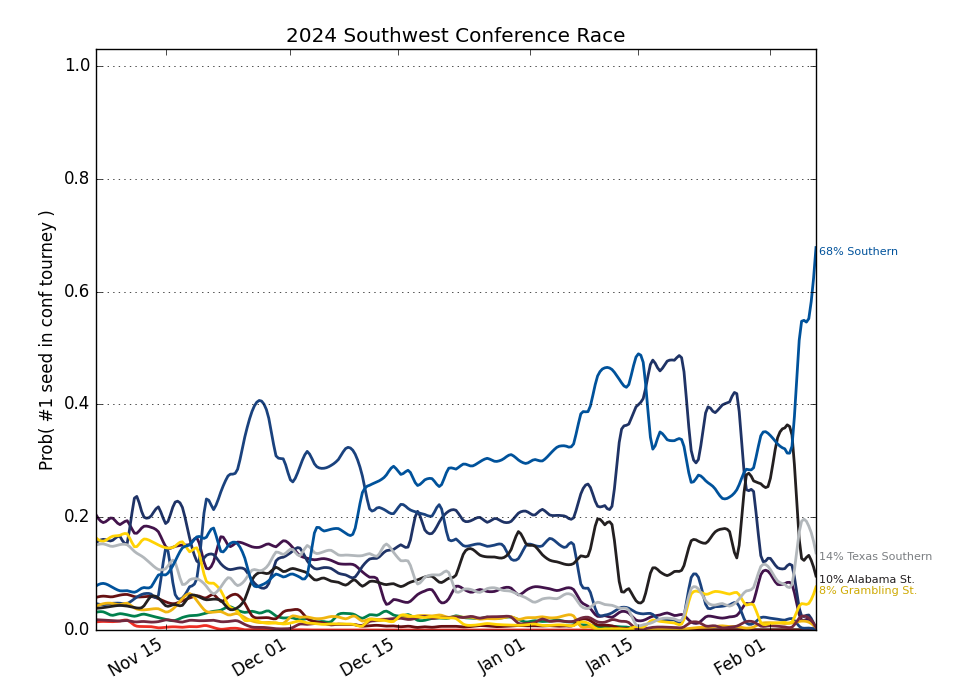 2024 Southwest Conference Race
Prob( #1 seed in conf tourney )
1.0
0.8
0.6
0.4
0.2
0.0
68% Southern
14% Texas Southern
10% Alabama St.
8% Grambling St.
Nov 15
Dec 01
Dec 15
Jan 01
Jan 15
Feb 01